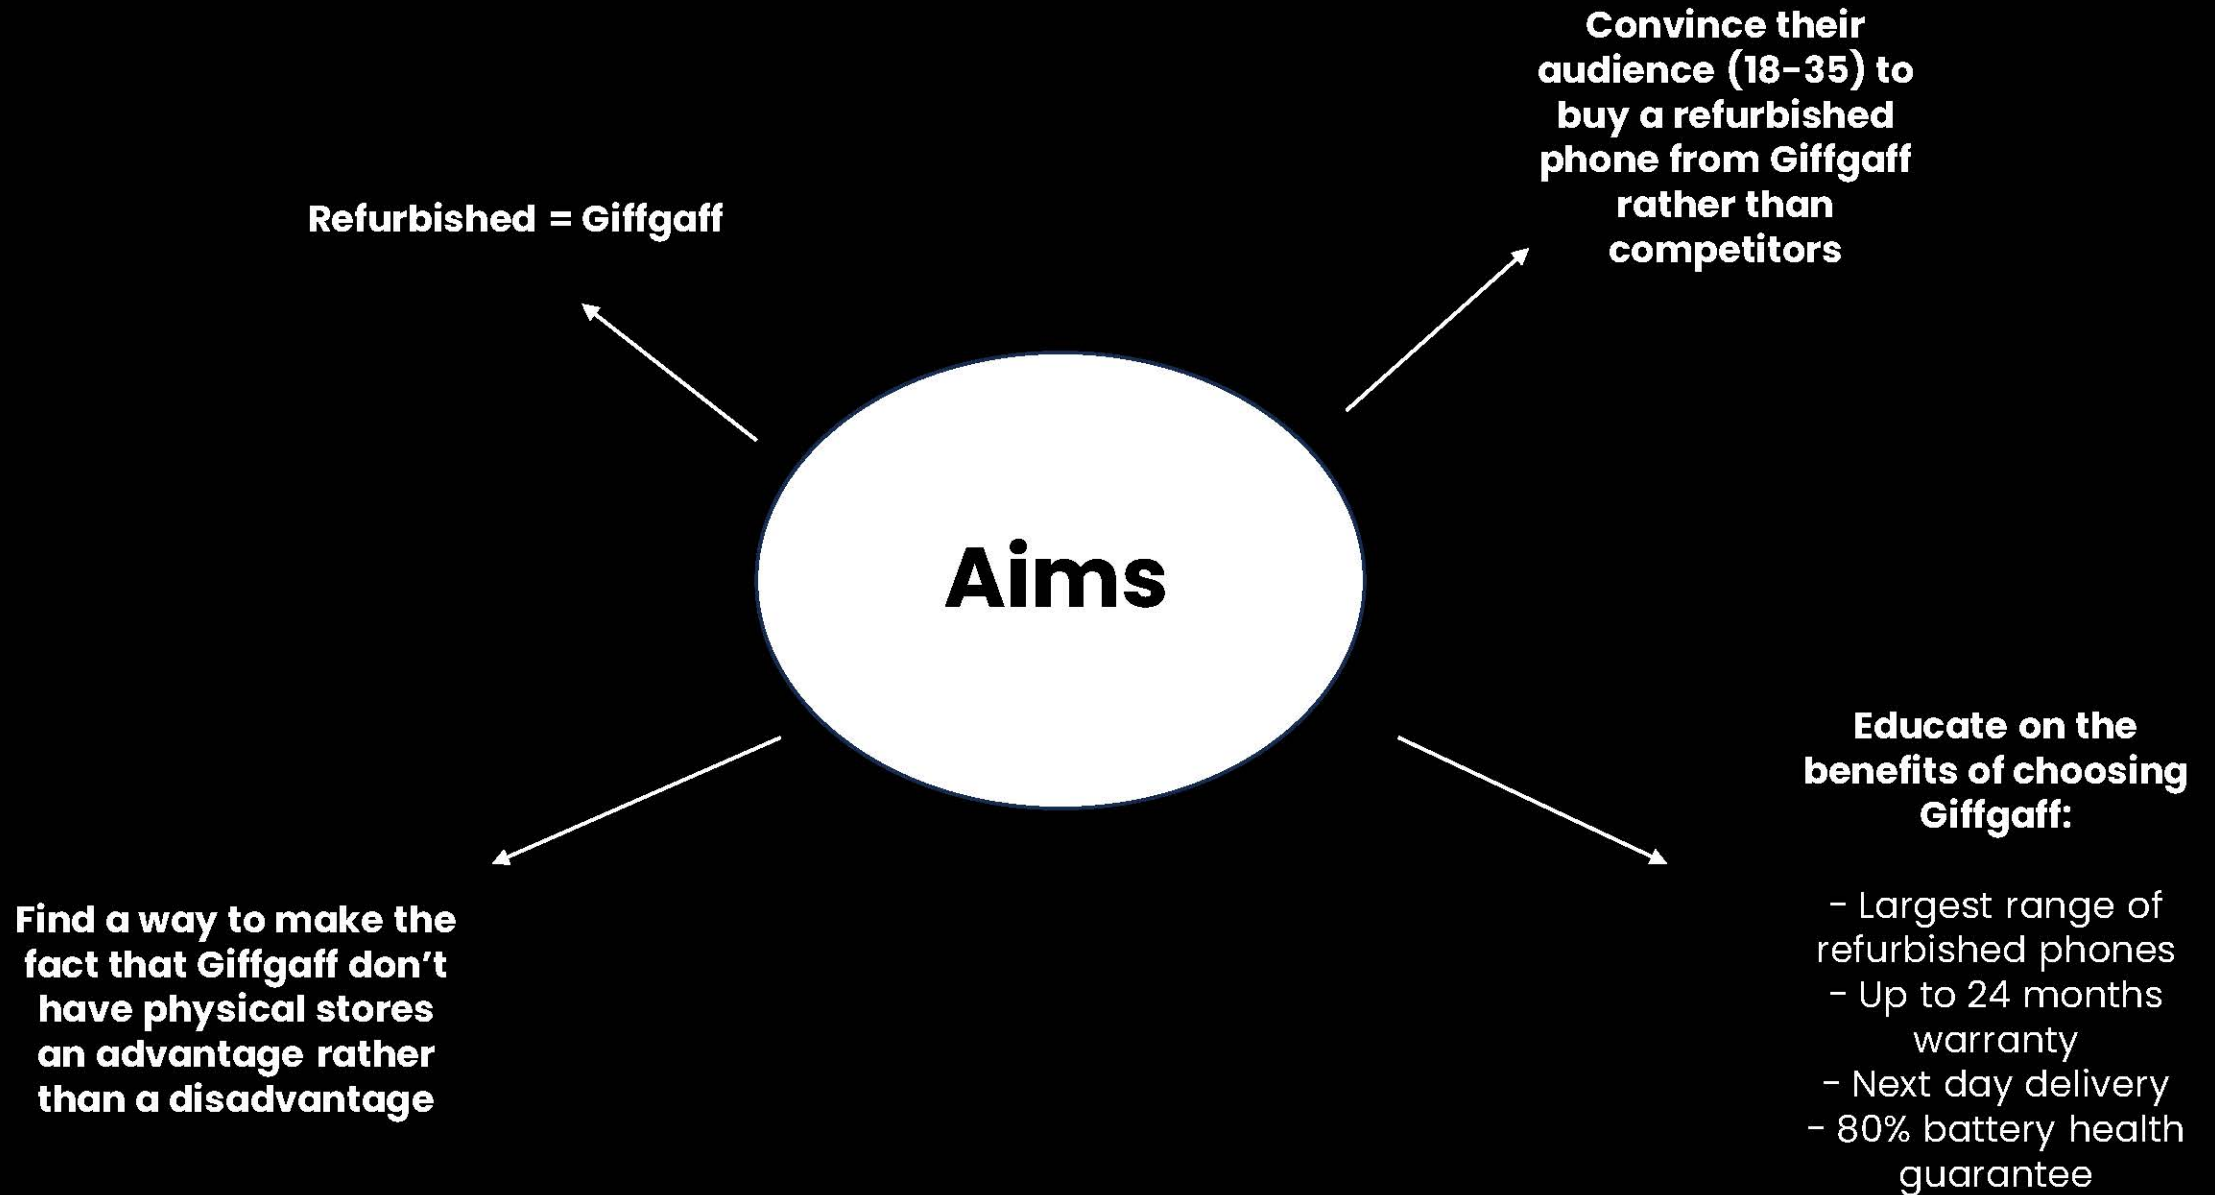 Convince their
audience (18-35) to
buy a refurbished
phone from Giffgaff
rather than
competitors
Refurbished = Giffgaff
Aims
Educate on the
benefits of choosing
Giffgaff:
- Largest range of
refurbished phones
- Up to 24 months
warranty
- Next day delivery
- 80% battery health
guarantee
Find a way to make the
fact that Giffgaff don’t
have physical stores
an advantage rather
than a disadvantage